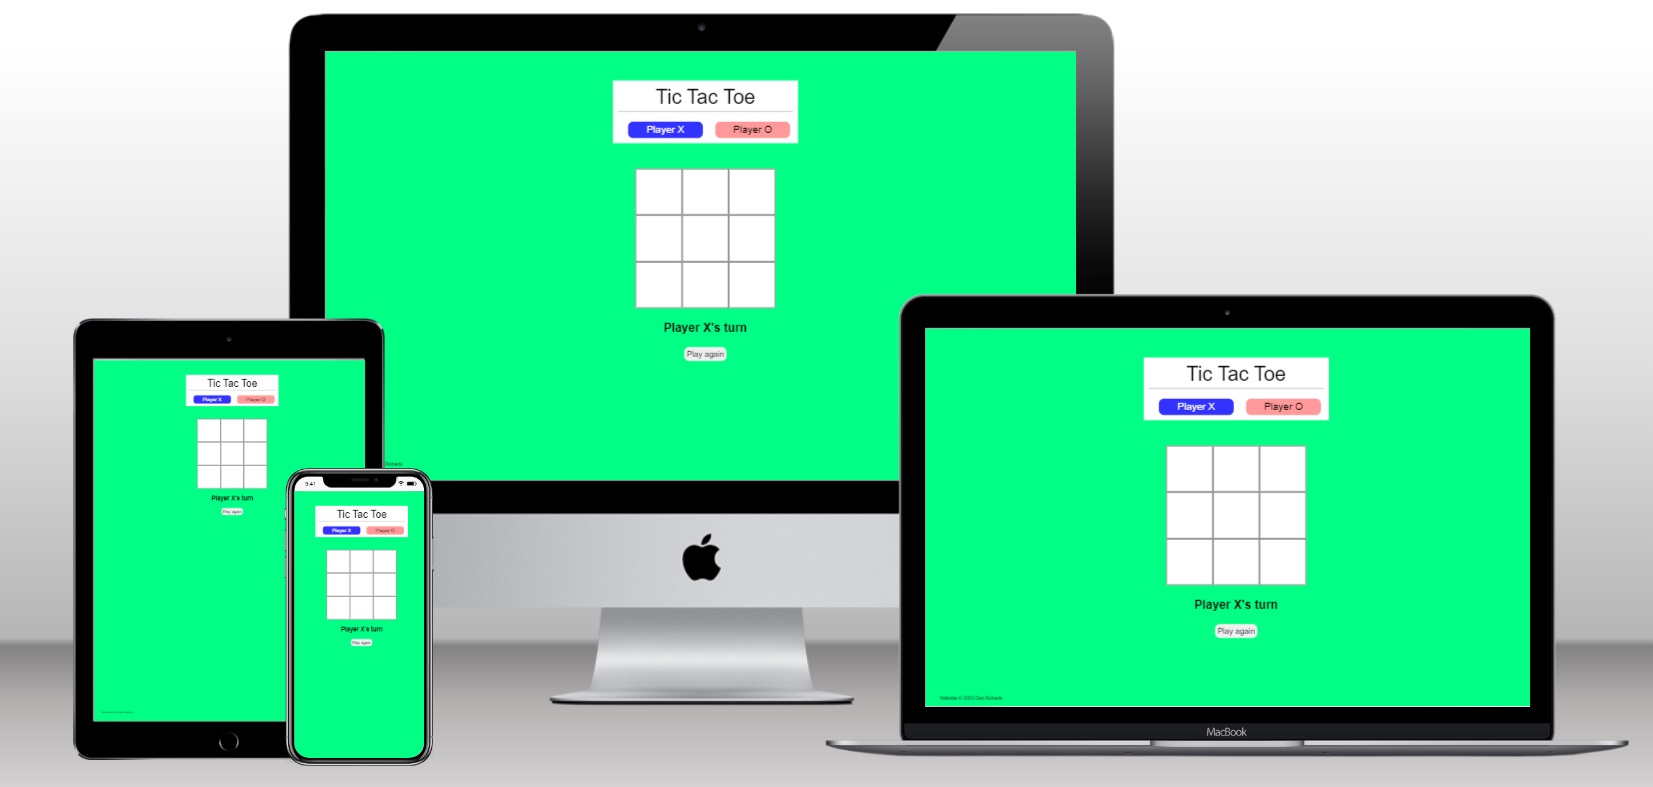 Tic Tac Toe
Player X Player O
Player X's turn
Play again
Roberts
Tic Tac Toe
Player X Player O
Player X's turn
Play again
9:41
Tic Tac Toe
Player X Player O
Player X's turn
Play again
Tic Tac Toe
Player X Player O
Player X's turn
Play again
Website © 2023 Dan Roberts
MacBook